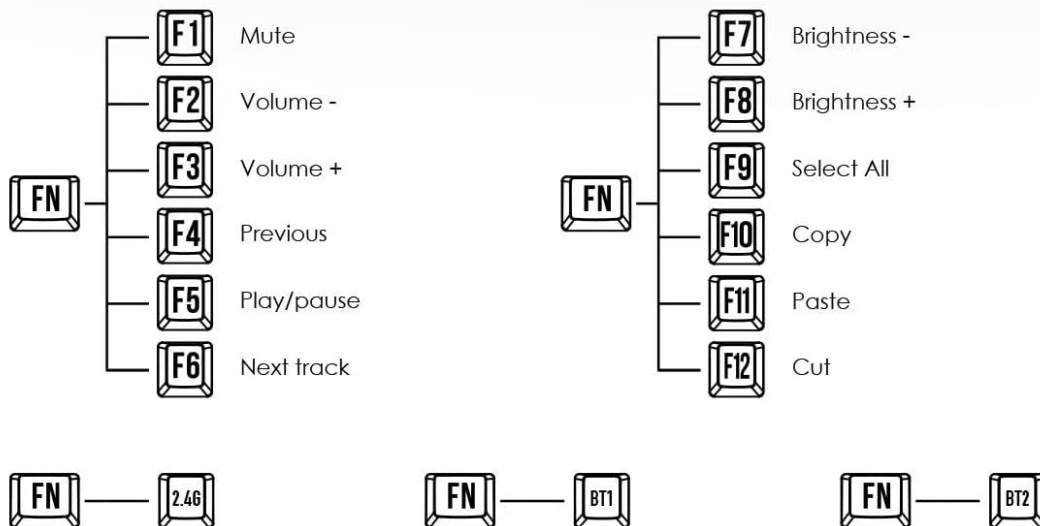 F1 Mute
F2 Volume -
F3 Volume +
FN
F4 Previous
F5 Play/pause
F6 Next track
F7 Brightness -
F8 Brightness +
F9 Select All
FN
F10 Copy
F11 Paste
F12 Cut
FN 2.4G
FN BT1
FN BT2